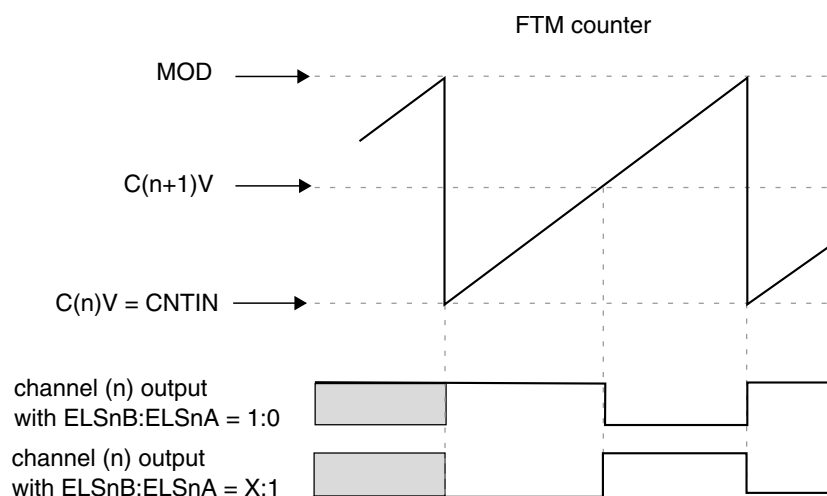 FTM counter
MOD
C(n+1)V
C(n)V = CNTIN
channel (n) output
with ELSnB:ELSnA = 1:0
channel (n) output
with ELSnB:ELSnA = X:1